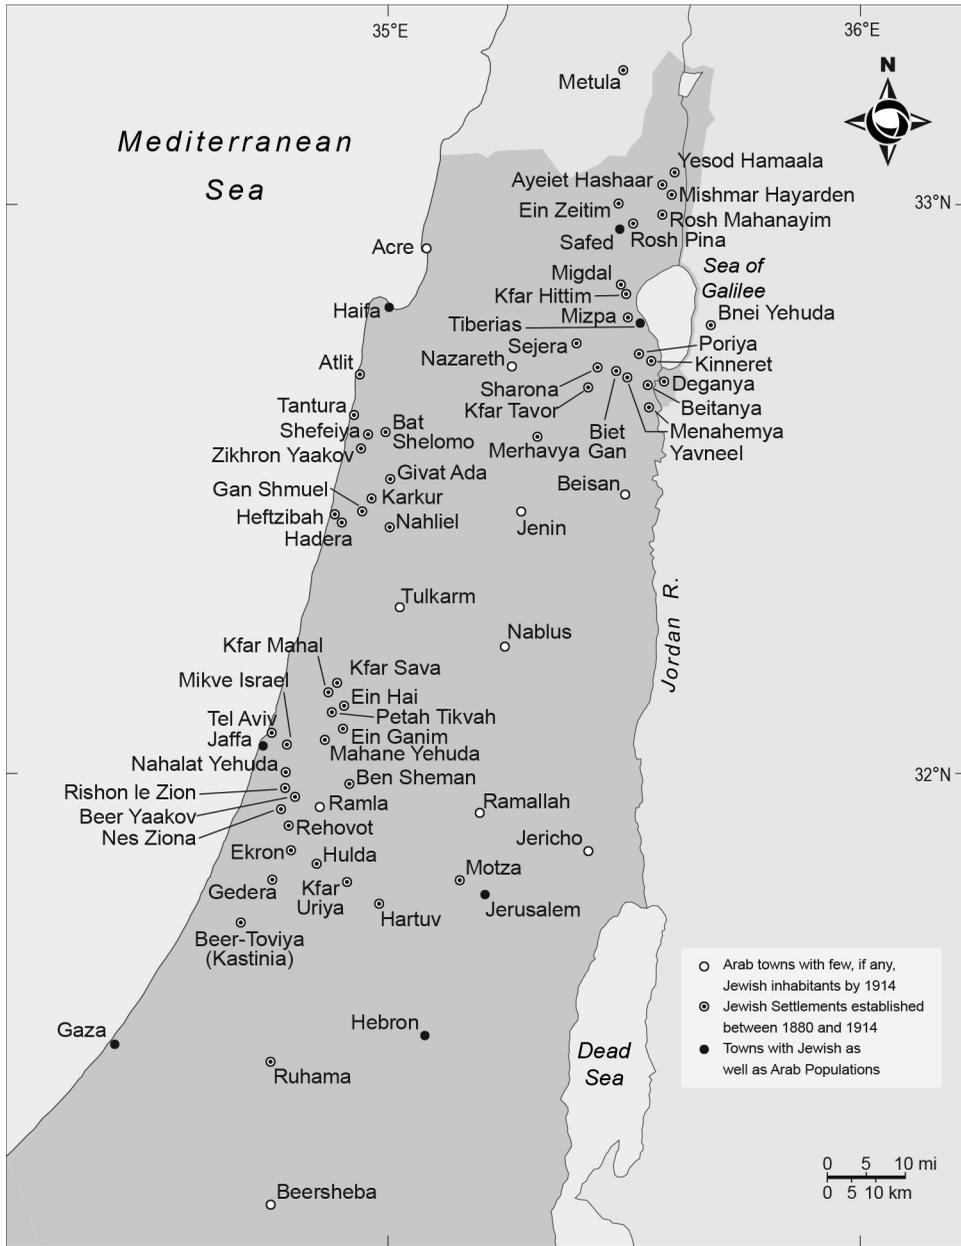 35°E
36°E
N
Metula
Mediterranean
Sea
Yesod Hamaala
Ayeiet Hashaar
Mishmar Hayarden
Ein Zeitim
33°N
Rosh Mahanayim
Safed
Rosh Pina
Acre
Sea of
Galilee
Migdal
Kfar Hittim
Haifa
Mizpa
Bnei Yehuda
Tiberias
Sejera
Poriya
Nazareth
Kinneret
Atlit
Sharona
Deganya
Kfar Tavor
Beitanya
Tantura
Bat
Shelomo
Shefeiya
Biet
Gan
Menahemya
Zikhron Yaakov
Merhavya
Yavneel
Givat Ada
Beisan
Gan Shmuel
Karkur
Heftzibah
Nahliel
Jenin
Hadera
Jordan R.
Tulkarm
Nablus
Kfar Mahal
Kfar Sava
Mikve Israel
Ein Hai
Tel Aviv
Petah Tikvah
Jaffa
Ein Ganim
Mahane Yehuda
Nahalat Yehuda
32°N
Ben Sheman
Rishon le Zion
Ramla
Ramallah
Beer Yaakov
Nes Ziona
Rehovot
Jericho
Ekron
Hulda
Motza
Gedera
Kfar
Uriya
Jerusalem
Hartuv
Beer-Toviya
(Kastinia)
Arab towns with few, if any,
Jewish inhabitants by 1914
Jewish Settlements established
between 1880 and 1914
Towns with Jewish as
well as Arab Populations
Gaza
Hebron
Dead
Sea
Ruhama
0 5 10 mi
0 5 10 km
Beersheba